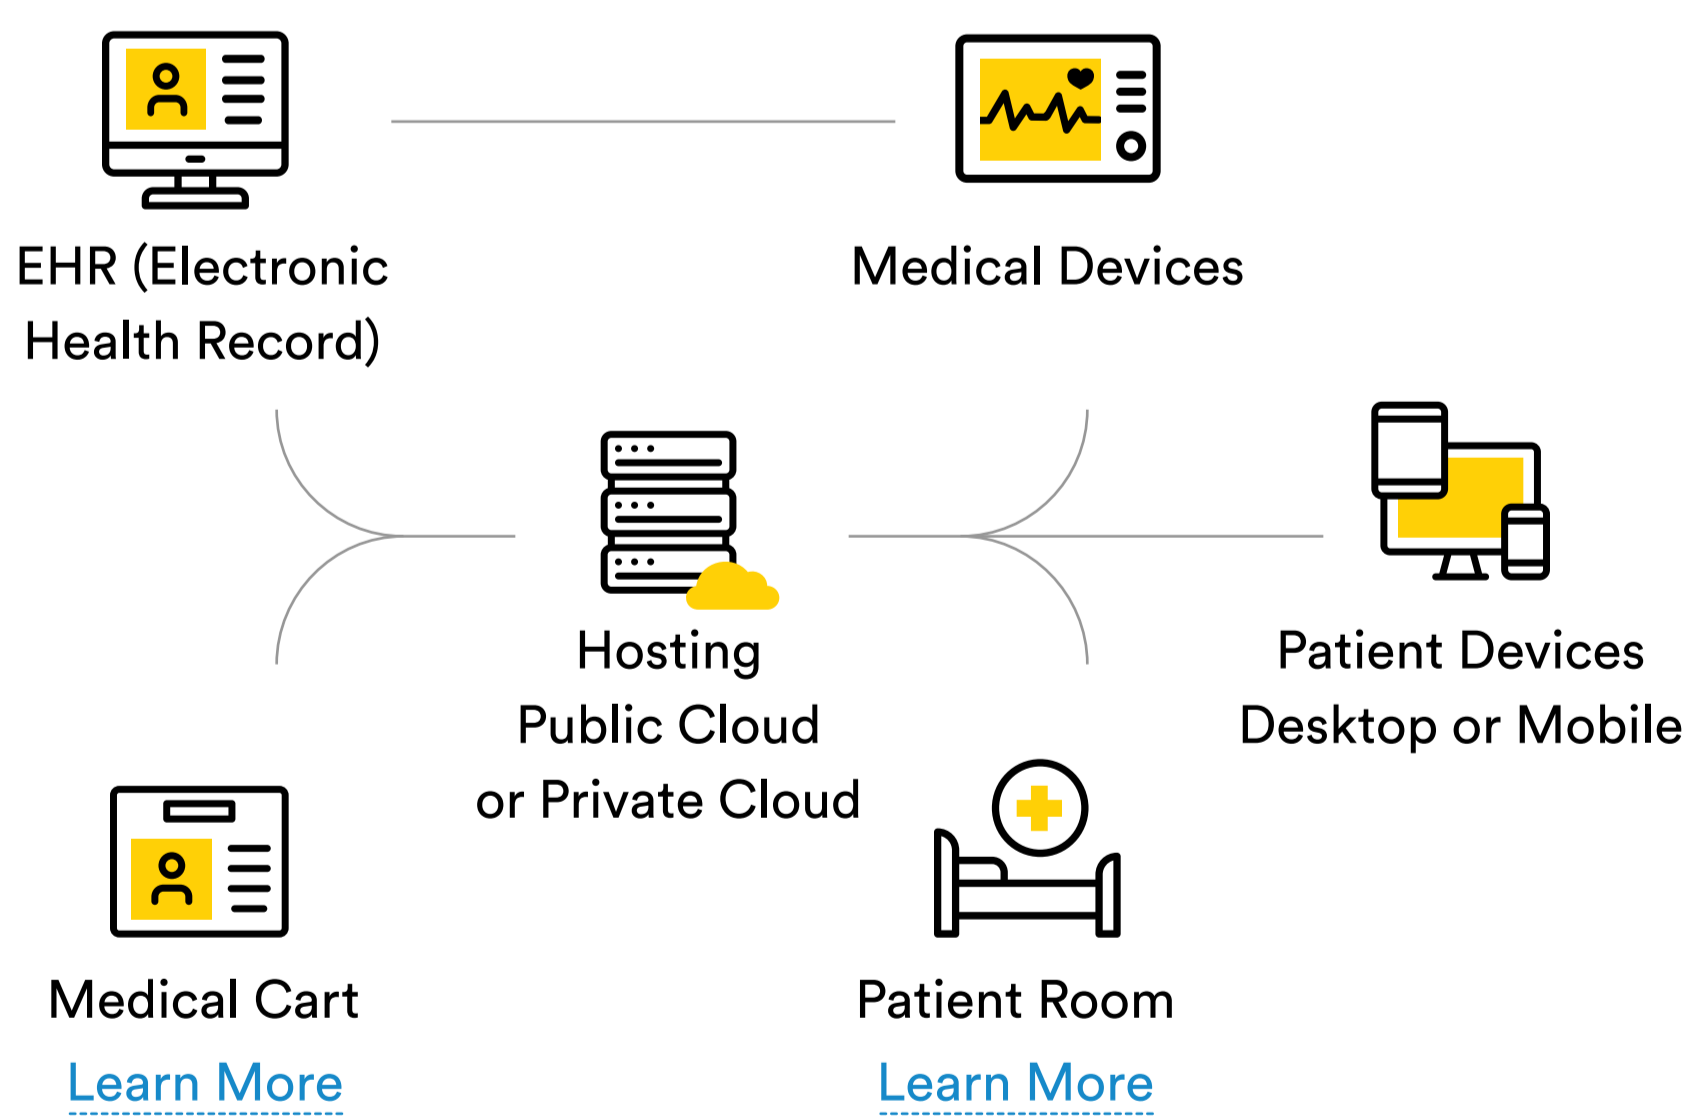 EHR (Electronic
Health Record)
Medical Devices
Hosting
Public Cloud
or Private Cloud
Patient Devices
Desktop or Mobile
Medical Cart
Learn More
Patient Room
Learn More